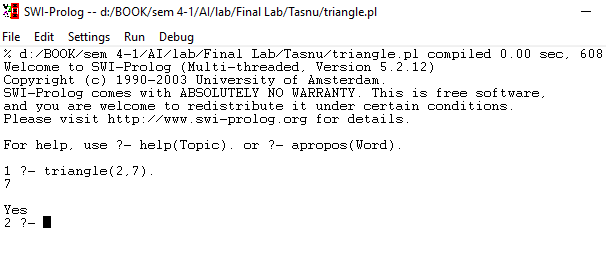 SWI-Prolog -- d:/BOOK/sem 4-1/AI/lab/Final Lab/Tasnu/triangle.pl
File Edit Settings Run Debug
% d:/BOOK/sem 4-1/AI/lab/Final Lab/Tasnu/triangle.pl compiled 0.00 sec, 608
Welcome to SWI-Prolog (Multi-threaded, Version 5.2.12)
Copyright (c) 1990-2003 University of Amsterdam.
SWI-Prolog comes with ABSOLUTELY NO WARRANTY. This is free software,
and you are welcome to redistribute it under certain conditions.
Please visit http://www.swi-prolog.org for details.
For help, use ?- help(Topic). or ?- apropos(Word).
1 ?- triangle(2,7).
7
Yes
2 ?-